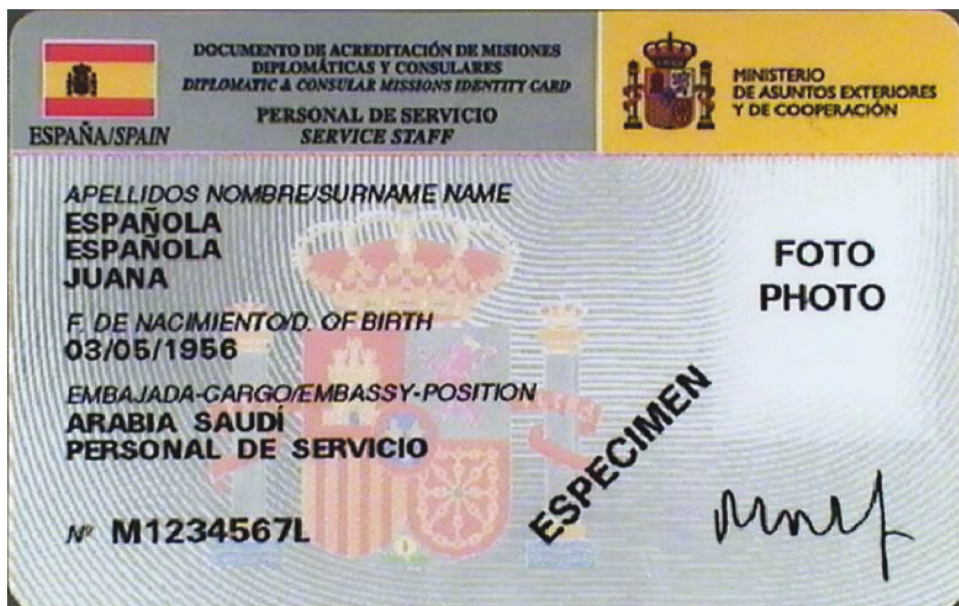 DOCUMENTO DE ACREDITACIÓN DE MISIONES
DIPLOMÁTICAS Y CONSULARES
DIPLOMATIC & CONSULAR MISSIONS IDENTITY CARD
PERSONAL DE SERVICIO
SERVICE STAFF
ESPAÑA/SPAIN
MINISTERIO
DE ASUNTOS EXTERIORES
Y DE COOPERACIÓN
APELLIDOS NOMBRE/SURNAME NAME
ESPAÑOLA
ESPAÑOLA
JUANA
FOTO
PHOTO
F. DE NACIMIENTO/D. OF BIRTH
03/05/1956
EMBAJADA-CARGO/EMBASSY-POSITION
ARABIA SAUDÍ
PERSONAL DE SERVICIO
ESPECIMEN
Nº M1234567L